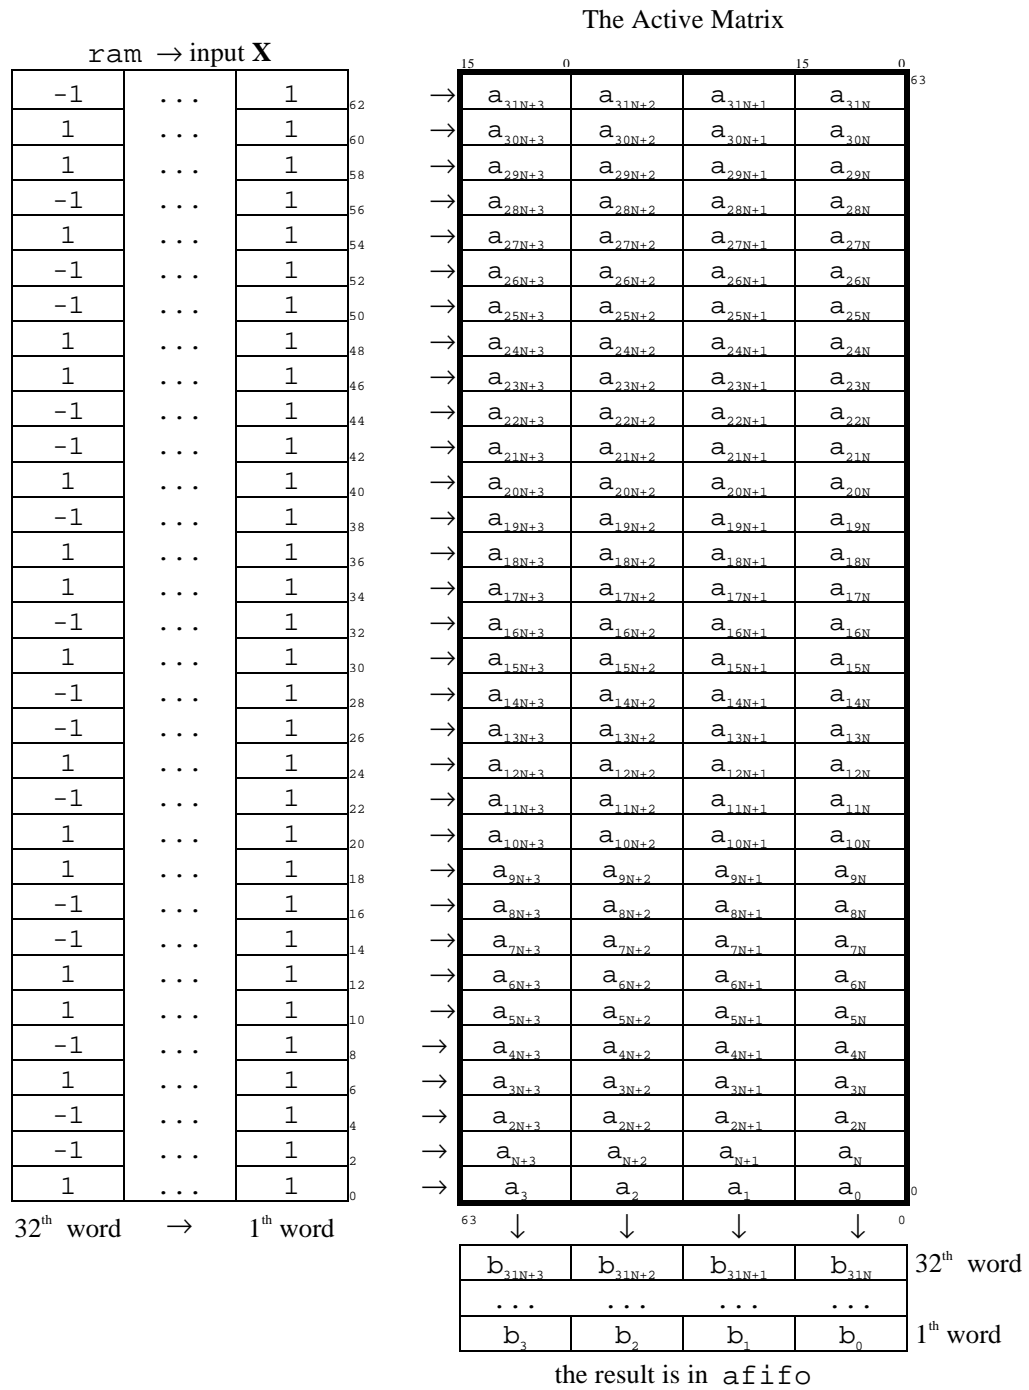 The Active Matrix
ram → input X
15 0 15 0
63
-1 ... 1 62 → a31N+3 a31N+2 a31N+1 a31N
1 ... 1 60 → a30N+3 a30N+2 a30N+1 a30N
1 ... 1 58 → a29N+3 a29N+2 a29N+1 a29N
-1 ... 1 56 → a28N+3 a28N+2 a28N+1 a28N
1 ... 1 54 → a27N+3 a27N+2 a27N+1 a27N
-1 ... 1 52 → a26N+3 a26N+2 a26N+1 a26N
-1 ... 1 50 → a25N+3 a25N+2 a25N+1 a25N
1 ... 1 48 → a24N+3 a24N+2 a24N+1 a24N
1 ... 1 46 → a23N+3 a23N+2 a23N+1 a23N
-1 ... 1 44 → a22N+3 a22N+2 a22N+1 a22N
-1 ... 1 42 → a21N+3 a21N+2 a21N+1 a21N
1 ... 1 40 → a20N+3 a20N+2 a20N+1 a20N
-1 ... 1 38 → a19N+3 a19N+2 a19N+1 a19N
1 ... 1 36 → a18N+3 a18N+2 a18N+1 a18N
1 ... 1 34 → a17N+3 a17N+2 a17N+1 a17N
-1 ... 1 32 → a16N+3 a16N+2 a16N+1 a16N
1 ... 1 30 → a15N+3 a15N+2 a15N+1 a15N
-1 ... 1 28 → a14N+3 a14N+2 a14N+1 a14N
-1 ... 1 26 → a13N+3 a13N+2 a13N+1 a13N
1 ... 1 24 → a12N+3 a12N+2 a12N+1 a12N
-1 ... 1 22 → a11N+3 a11N+2 a11N+1 a11N
1 ... 1 20 → a10N+3 a10N+2 a10N+1 a10N
1 ... 1 18 → a9N+3 a9N+2 a9N+1 a9N
-1 ... 1 16 → a8N+3 a8N+2 a8N+1 a8N
-1 ... 1 14 → a7N+3 a7N+2 a7N+1 a7N
1 ... 1 12 → a6N+3 a6N+2 a6N+1 a6N
1 ... 1 10 → a5N+3 a5N+2 a5N+1 a5N
-1 ... 1 8 → a4N+3 a4N+2 a4N+1 a4N
1 ... 1 6 → a3N+3 a3N+2 a3N+1 a3N
-1 ... 1 4 → a2N+3 a2N+2 a2N+1 a2N
-1 ... 1 2 → aN+3 aN+2 aN+1 aN
1 ... 1 0 → a3 a2 a1 a0 0
32th word → 1th word
63 ↓ ↓ ↓ ↓ 0
b31N+3 b31N+2 b31N+1 b31N 32th word
... ... ... ...
b3 b2 b1 b0 1th word
the result is in afifo